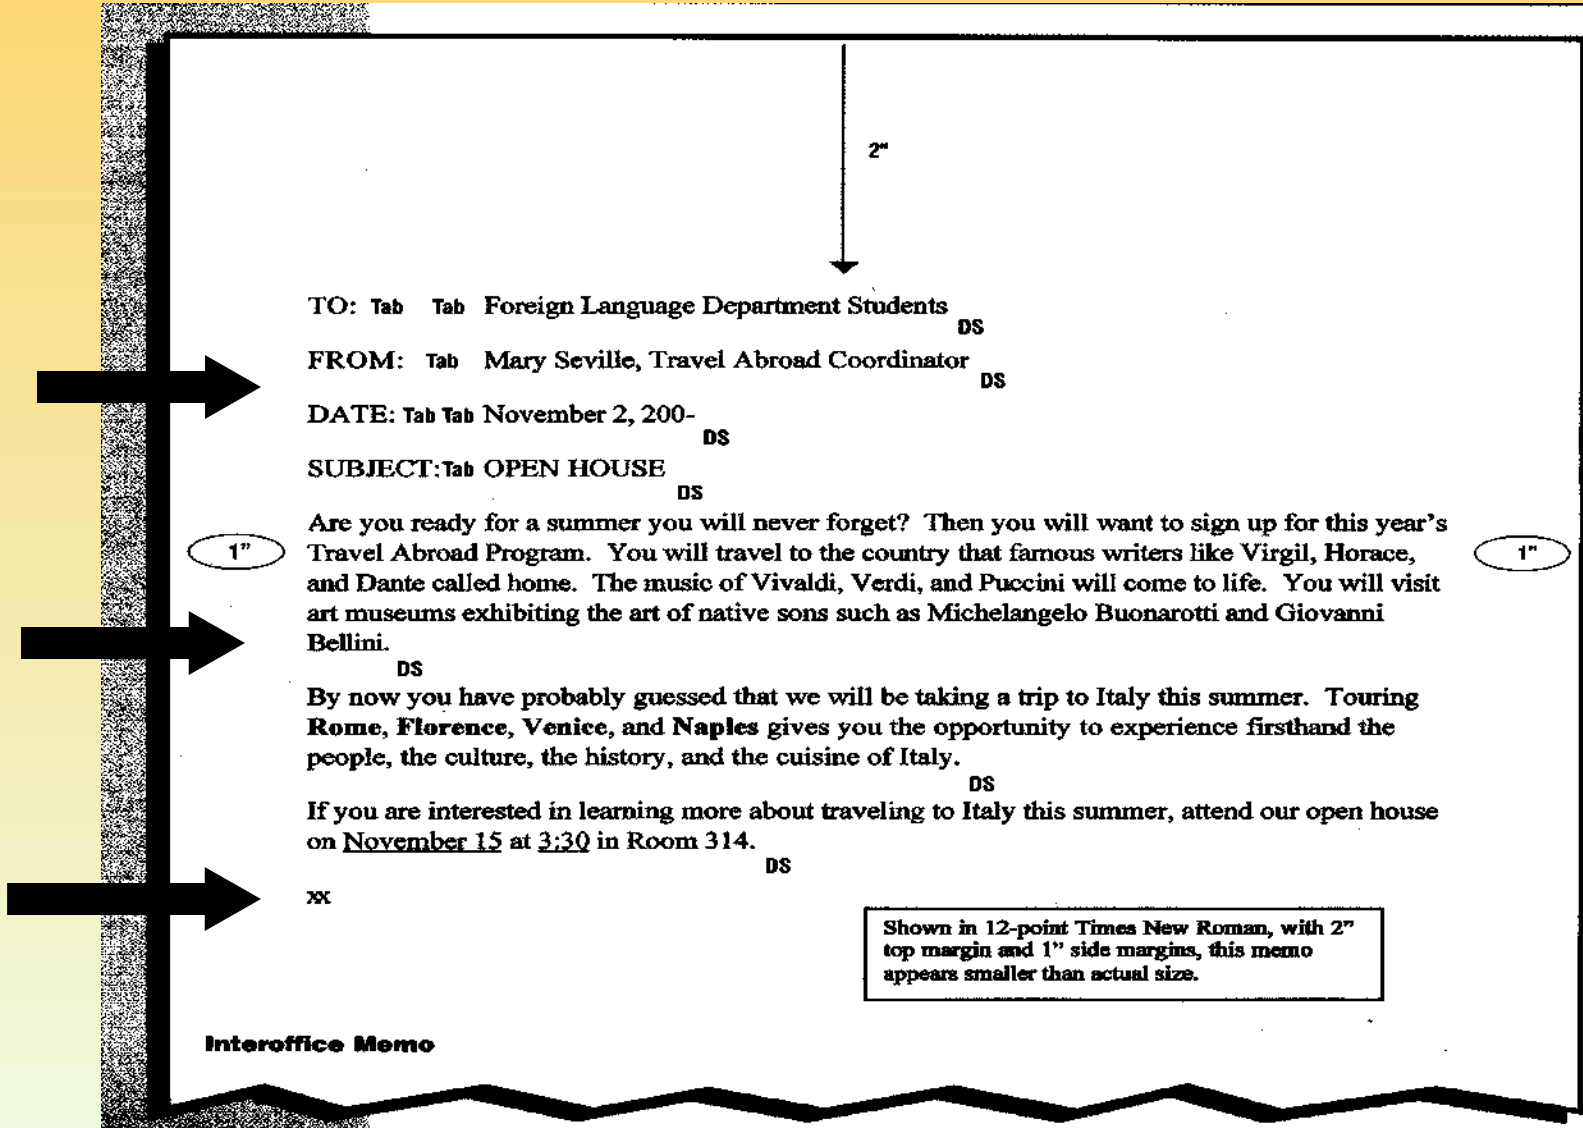 2"
TO: Tab Tab Foreign Language Department Students
DS
FROM: Tab Mary Seville, Travel Abroad Coordinator
DS
DATE: Tab Tab November 2, 200-
DS
SUBJECT:Tab OPEN HOUSE
DS
Are you ready for a summer you will never forget? Then you will want to sign up for this year's
1" Travel Abroad Program. You will travel to the country that famous writers like Virgil, Horace, 1"
and Dante called home. The music of Vivaldi, Verdi, and Puccini will come to life. You will visit
art museums exhibiting the art of native sons such as Michelangelo Buonarotti and Giovanni
Bellini.
DS
By now you have probably guessed that we will be taking a trip to Italy this summer. Touring
Rome, Florence, Venice, and Naples gives you the opportunity to experience firsthand the
people, the culture, the history, and the cuisine of Italy.
DS
If you are interested in learning more about traveling to Italy this summer, attend our open house
on November 15 at 3:30 in Room 314.
DS
xx
Shown in 12-point Times New Roman, with 2"
top margin and 1" side margins, this memo
appears smaller than actual size.
Interoffice Memo